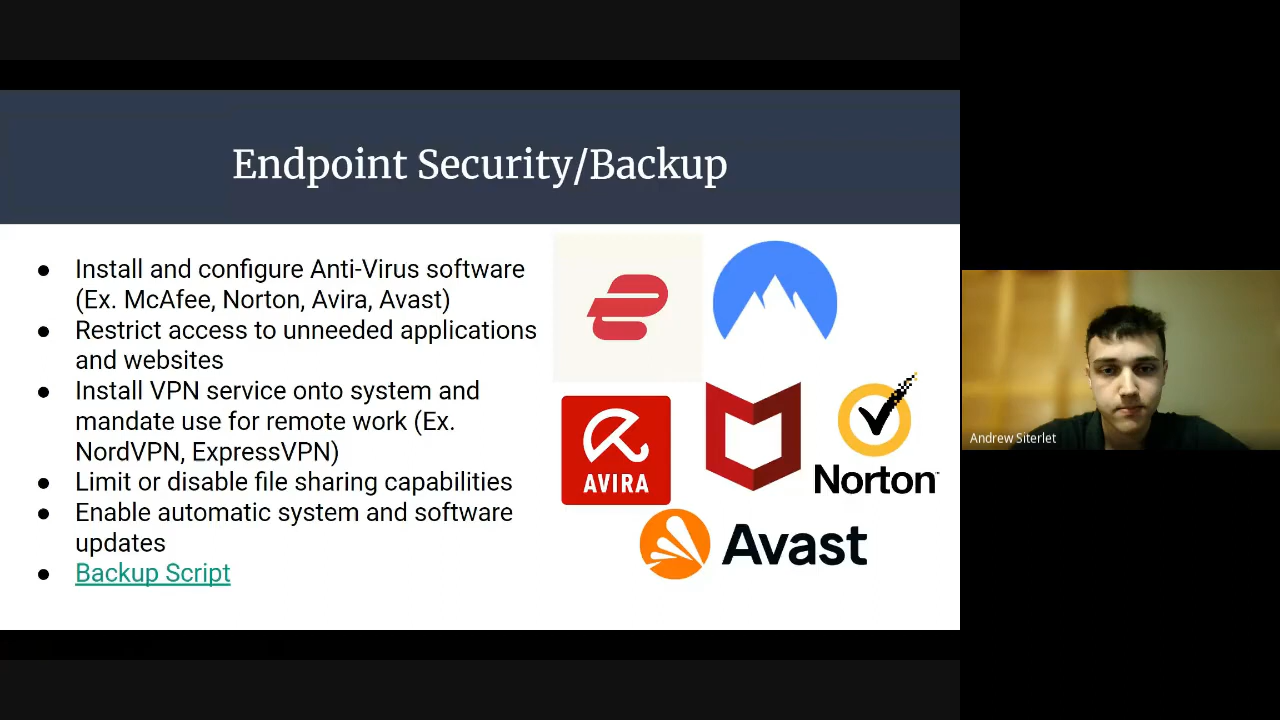 Endpoint Security/Backup
● Install and configure Anti-Virus software
(Ex. McAfee, Norton, Avira, Avast)
● Restrict access to unneeded applications
and websites
● Install VPN service onto system and
mandate use for remote work (Ex.
NordVPN, ExpressVPN)
● Limit or disable file sharing capabilities
● Enable automatic system and software
updates
● Backup Script
AVIRA
Norton™
Avast
Andrew Siterlet